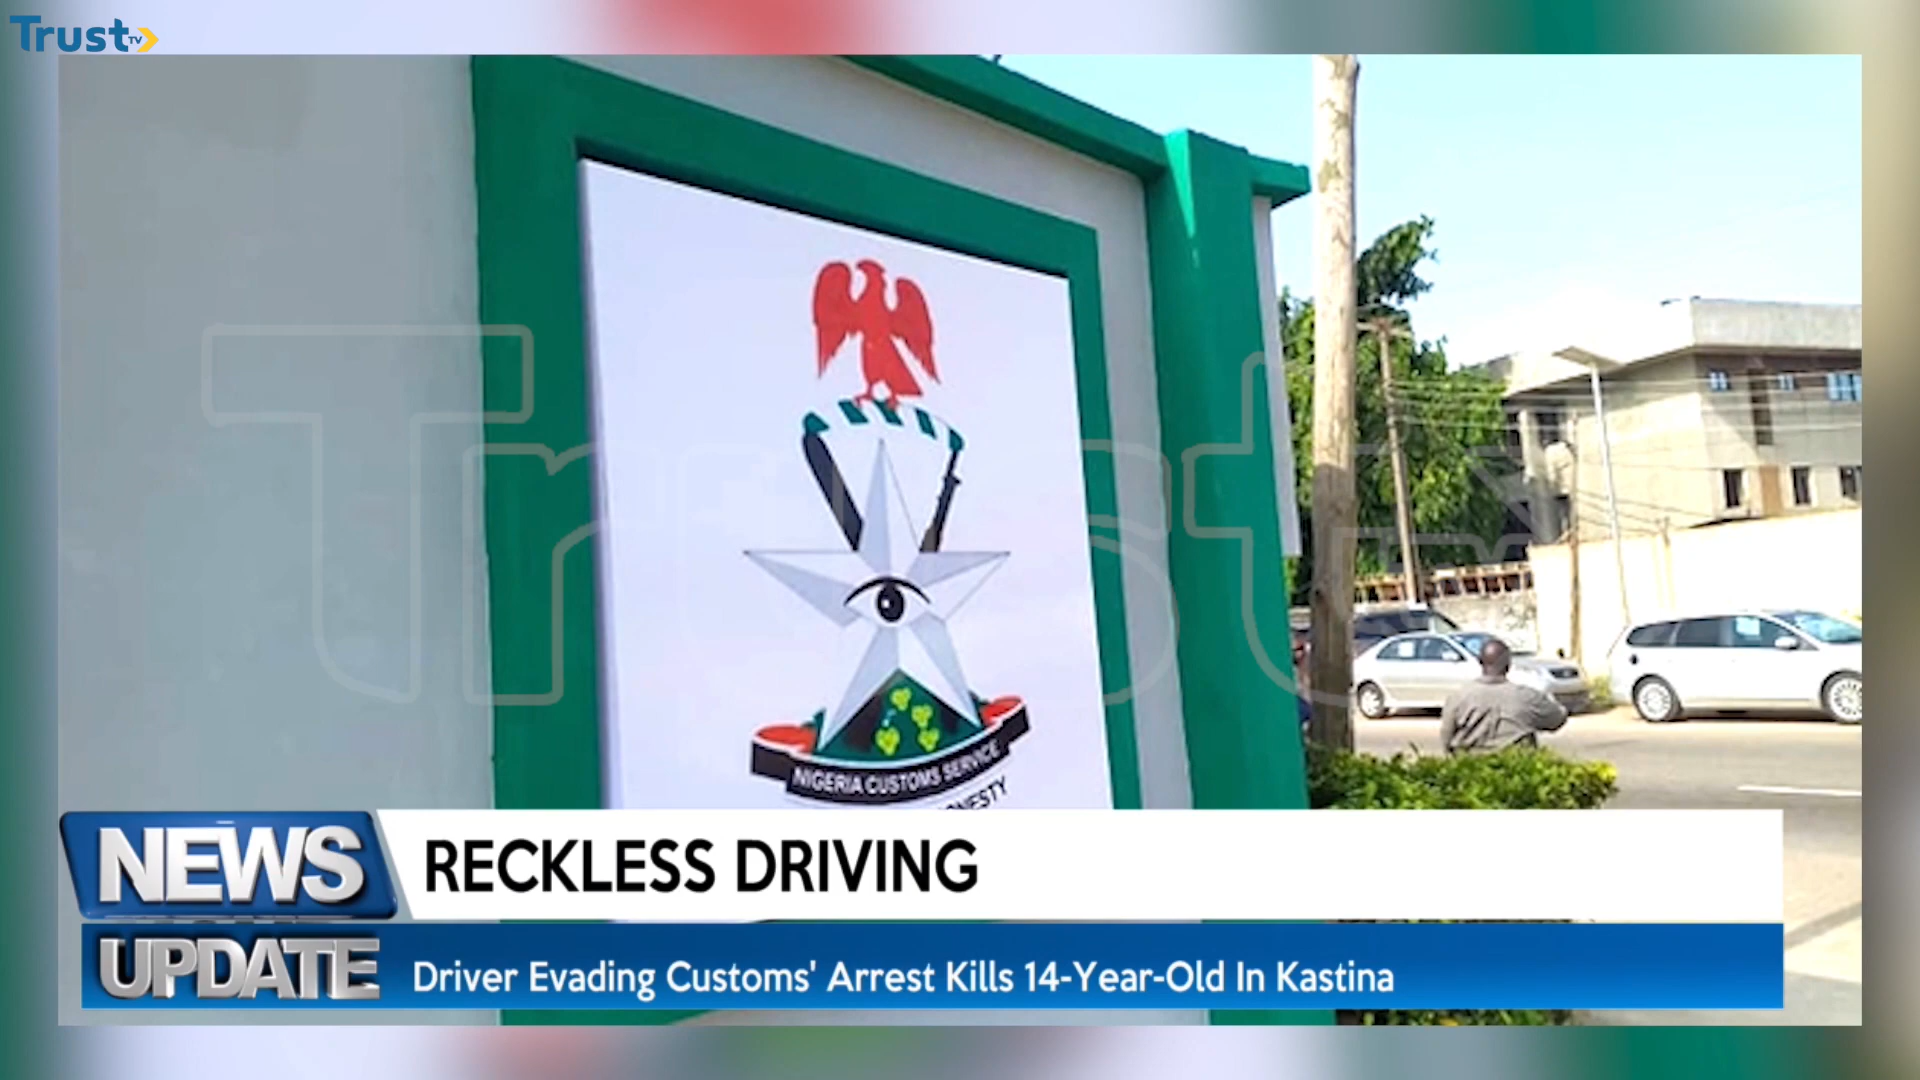 Trust TV
Trust
NIGERIA CUSTOMS SERVICE
NEWS
RECKLESS DRIVING
UPDATE
Driver Evading Customs' Arrest Kills 14-Year-Old In Kastina